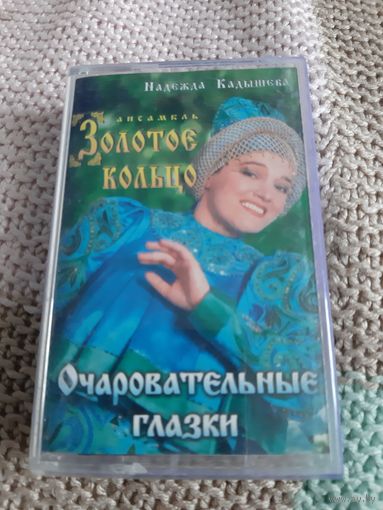 Надежда Кадышева
ансамбль
Золотое
кольцо
Очаровательные
глазки